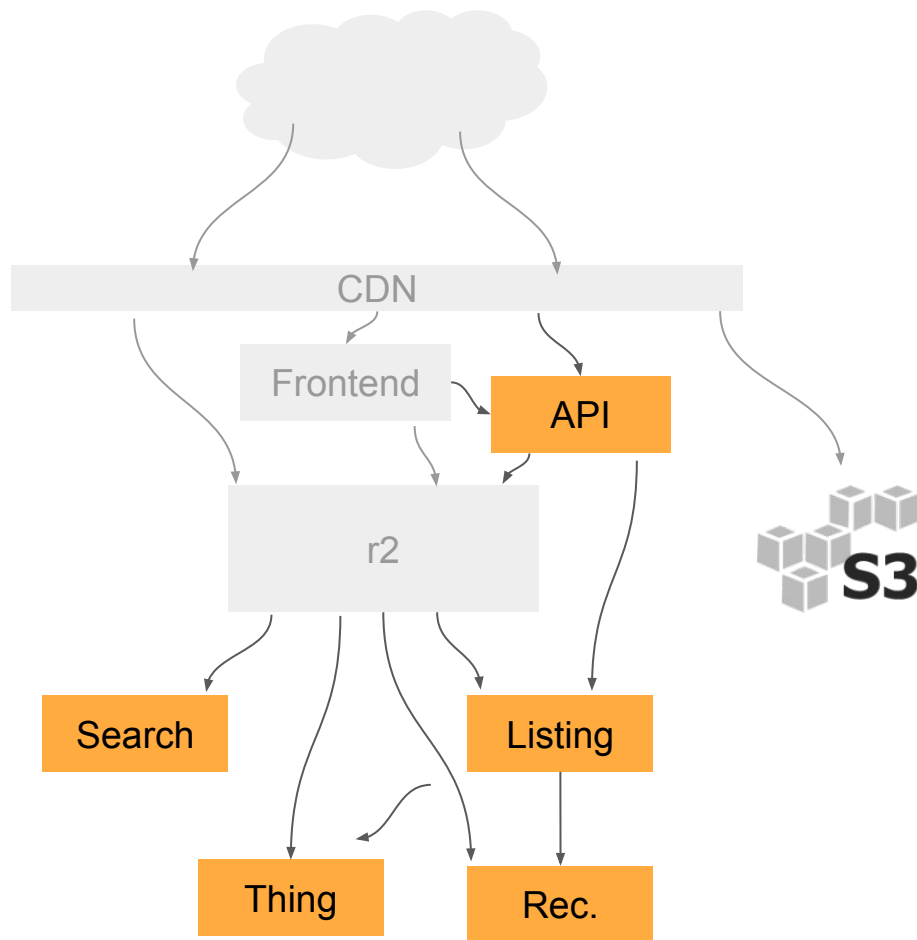 CDN
Frontend
API
r2
S3
Search
Listing
Thing
Rec.